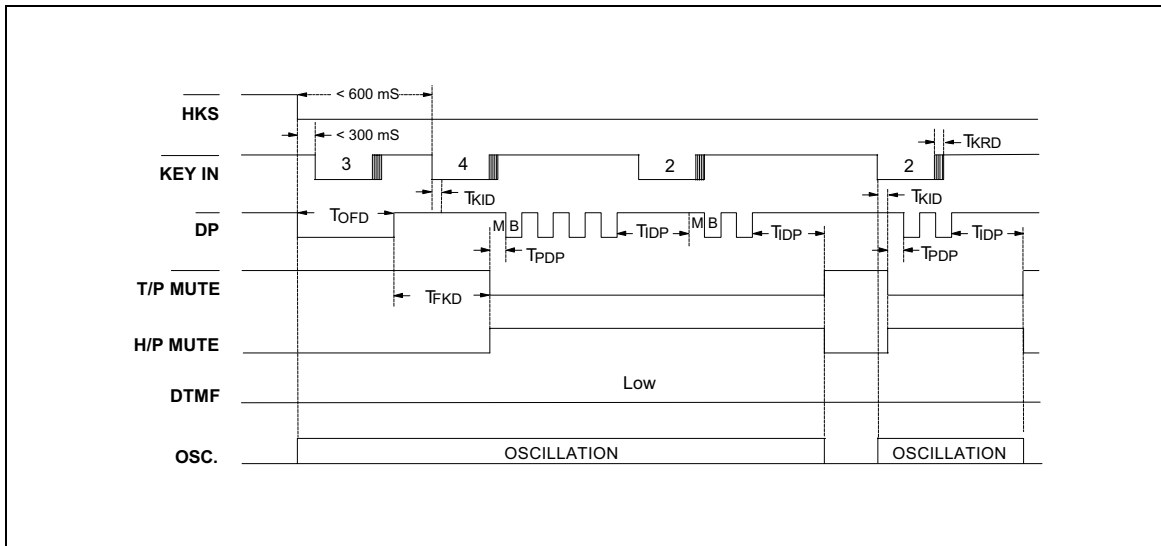 < 600 mS
HKS
< 300 mS
TKRD
KEY IN
3
4
2
2
TKID
TKID
TOFD
DP
M B
TIDP
M B
TIDP
TIDP
TPDP
TPDP
T/P MUTE
TFKD
H/P MUTE
Low
DTMF
OSC.
OSCILLATION
OSCILLATION